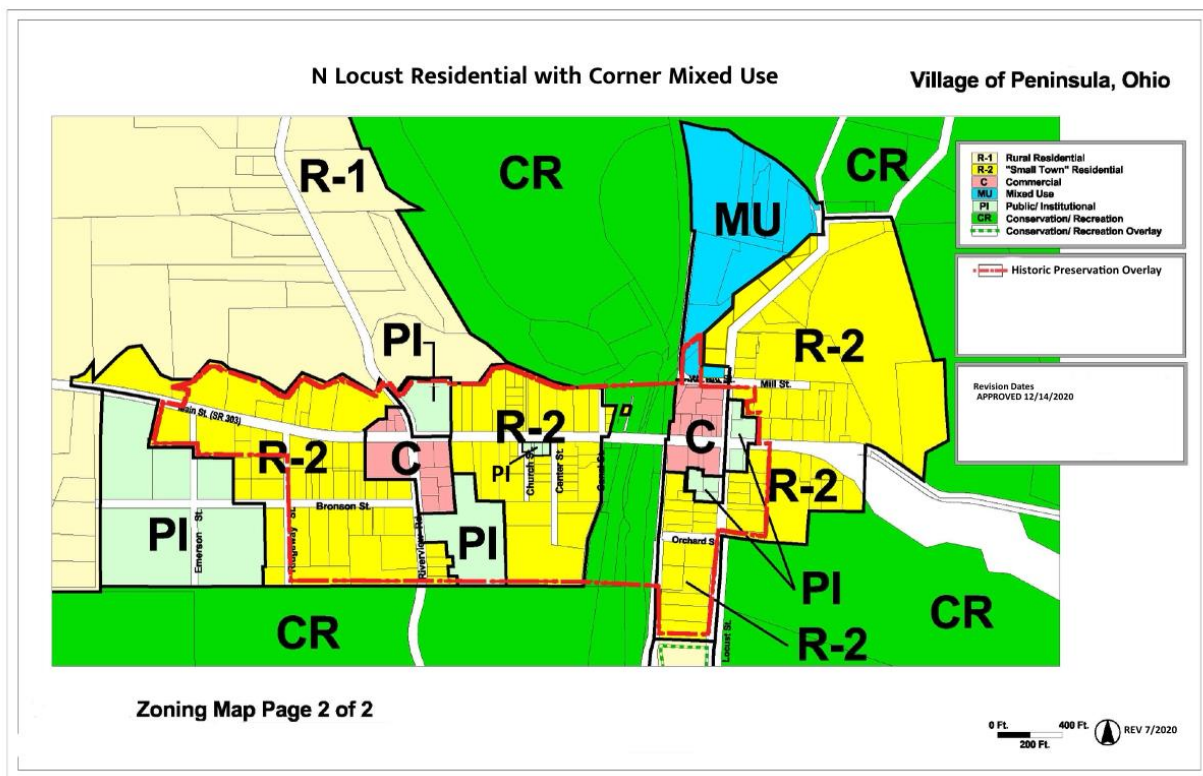 N Locust Residential with Corner Mixed Use
Village of Peninsula, Ohio
R-1 Rural Residential
R-2 "Small Town" Residential
C Commercial
MU Mixed Use
PI Public/ Institutional
CR Conservation/ Recreation
Conservation/ Recreation Overlay
Historic Preservation Overlay
Revision Dates
APPROVED 12/14/2020
R-1
CR
MU
CR
PI
R-2
Mill St.
Main St. (SR 303)
R-2
C
R-2
PI
Church St.
Center St.
C
R-2
Bronson St.
PI
Emerson St.
Ridgeway St.
Riverview Rd.
PI
Orchard S
PI
CR
CR
R-2
Locust St.
Zoning Map Page 2 of 2
0 Ft. 400 Ft.
200 Ft.
REV 7/2020